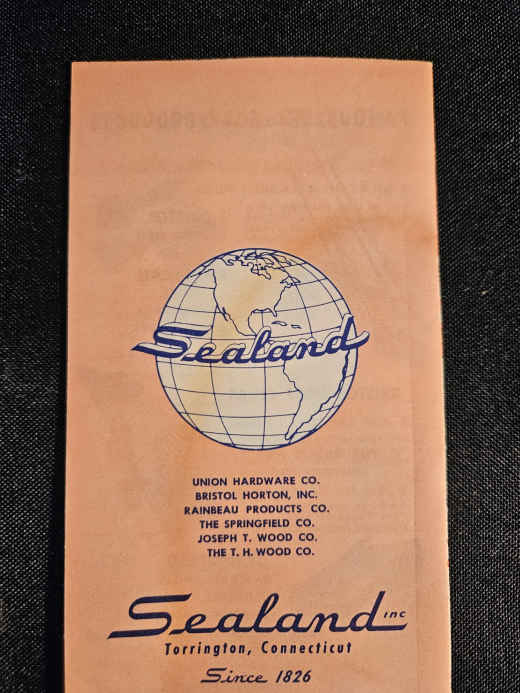 Sealand
UNION HARDWARE CO.
BRISTOL HORTON, INC.
RAINBEAU PRODUCTS CO.
THE SPRINGFIELD CO.
JOSEPH T. WOOD CO.
THE T. H. WOOD CO.
Sealand inc
Torrington, Connecticut
Since 1826